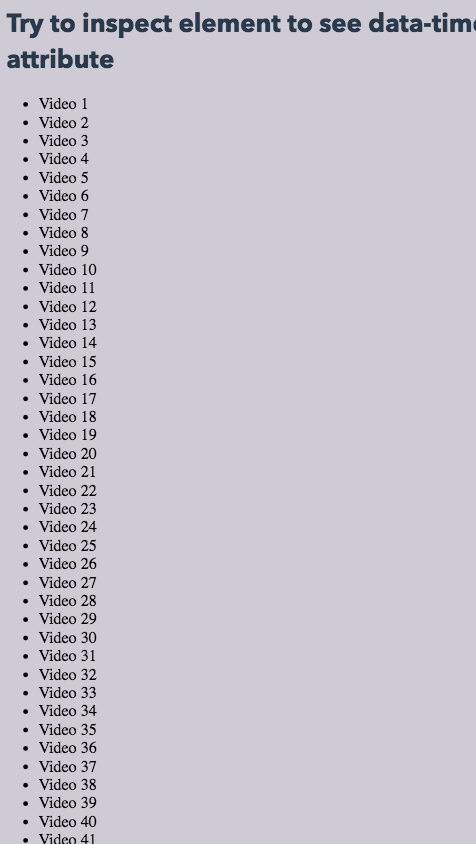 Try to inspect element to see data-time
attribute
• Video 1
• Video 2
• Video 3
• Video 4
• Video 5
• Video 6
• Video 7
• Video 8
• Video 9
• Video 10
• Video 11
• Video 12
• Video 13
• Video 14
• Video 15
• Video 16
• Video 17
• Video 18
• Video 19
• Video 20
• Video 21
• Video 22
• Video 23
• Video 24
• Video 25
• Video 26
• Video 27
• Video 28
• Video 29
• Video 30
• Video 31
• Video 32
• Video 33
• Video 34
• Video 35
• Video 36
• Video 37
• Video 38
• Video 39
• Video 40
• Video 41